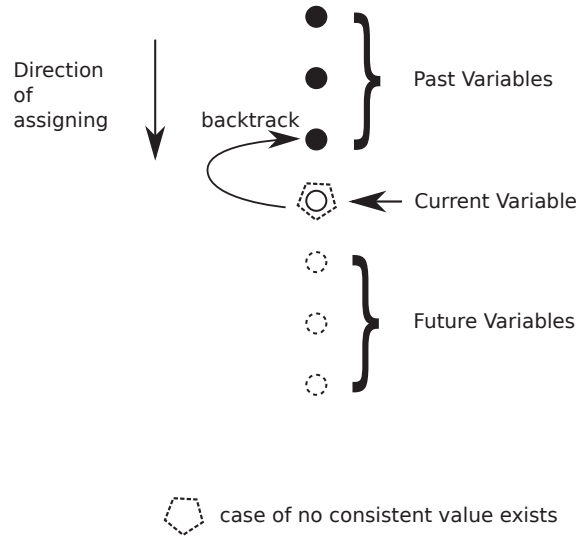 Direction
of
assigning
backtrack
Past Variables
Current Variable
Future Variables
case of no consistent value exists